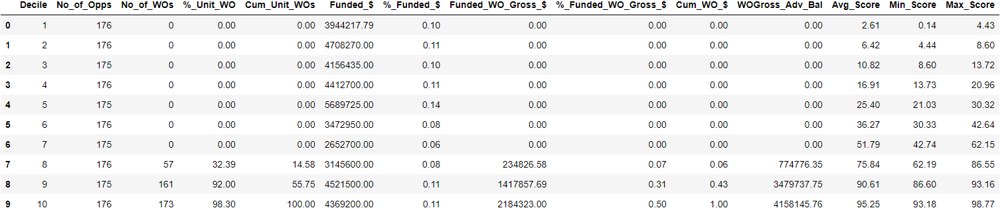 Decile No_of_Opps No_of_WOs %_Unit_WO Cum_Unit_WOs Funded_$ %_Funded_$ Funded_WO_Gross_$ %_Funded_WO_Gross_$ Cum_WO_$ WOGross_Adv_Bal Avg_Score Min_Score Max_Score
0 1 176 0 0.00 0.00 3944217.79 0.10 0.00 0.00 0.00 0.00 2.61 0.14 4.43
1 2 176 0 0.00 0.00 4708270.00 0.11 0.00 0.00 0.00 0.00 6.42 4.44 8.60
2 3 175 0 0.00 0.00 4156435.00 0.10 0.00 0.00 0.00 0.00 10.82 8.60 13.72
3 4 176 0 0.00 0.00 4412700.00 0.11 0.00 0.00 0.00 0.00 16.91 13.73 20.96
4 5 175 0 0.00 0.00 5689725.00 0.14 0.00 0.00 0.00 0.00 25.40 21.03 30.32
5 6 176 0 0.00 0.00 3472950.00 0.08 0.00 0.00 0.00 0.00 36.27 30.33 42.64
6 7 175 0 0.00 0.00 2652700.00 0.06 0.00 0.00 0.00 0.00 51.79 42.74 62.15
7 8 176 57 32.39 14.58 3145600.00 0.08 234826.58 0.07 0.06 774776.35 75.84 62.19 86.55
8 9 175 161 92.00 55.75 4521500.00 0.11 1417857.69 0.31 0.43 3479737.75 90.61 86.60 93.16
9 10 176 173 98.30 100.00 4369200.00 0.11 2184323.00 0.50 1.00 4158145.76 95.25 93.18 98.77